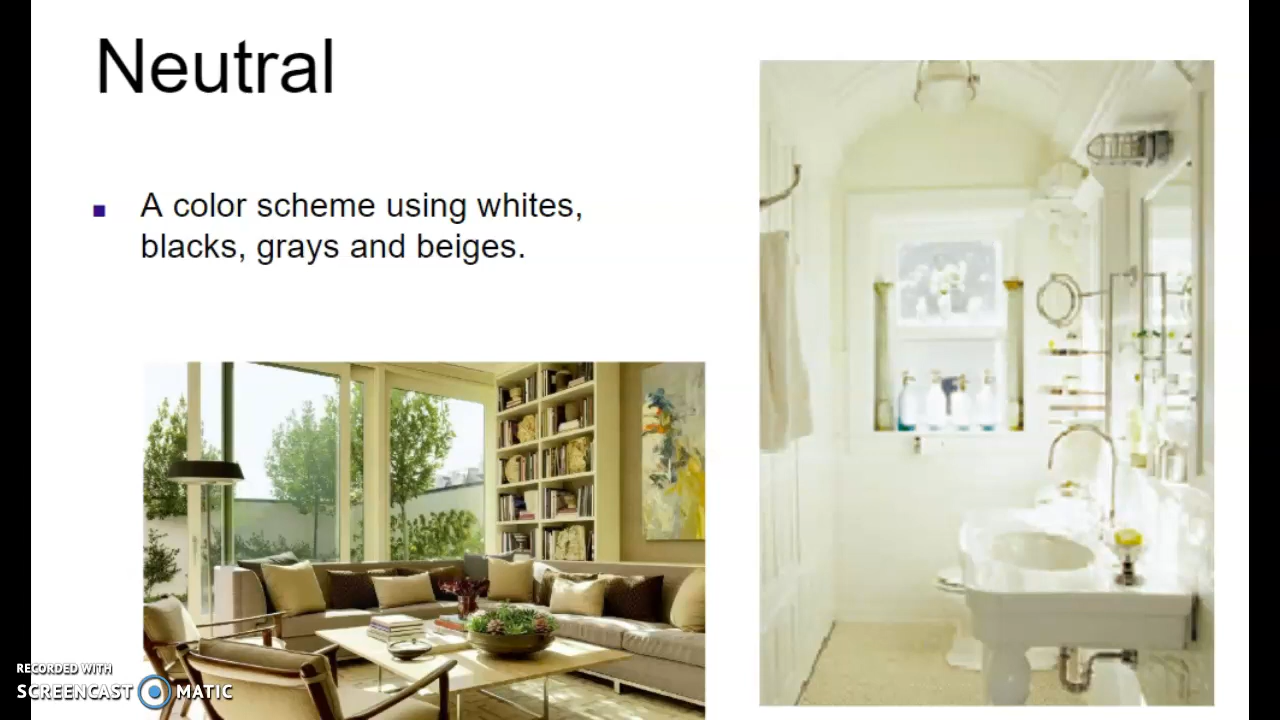 Neutral
A color scheme using whites,
blacks, grays and beiges.
RECORDED WITH
SCREENCAST MATIC